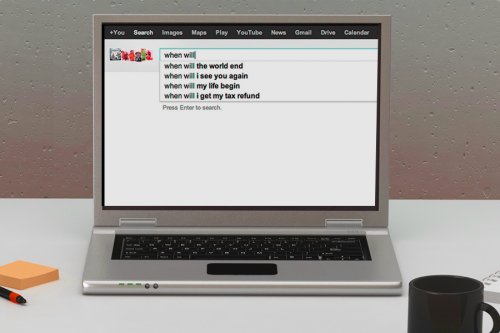 +You Search Images Maps Play YouTube News Gmail Drive Calendar
when will
when will the world end
when will i see you again
when will my life begin
when will i get my tax refund
Press Enter to search.